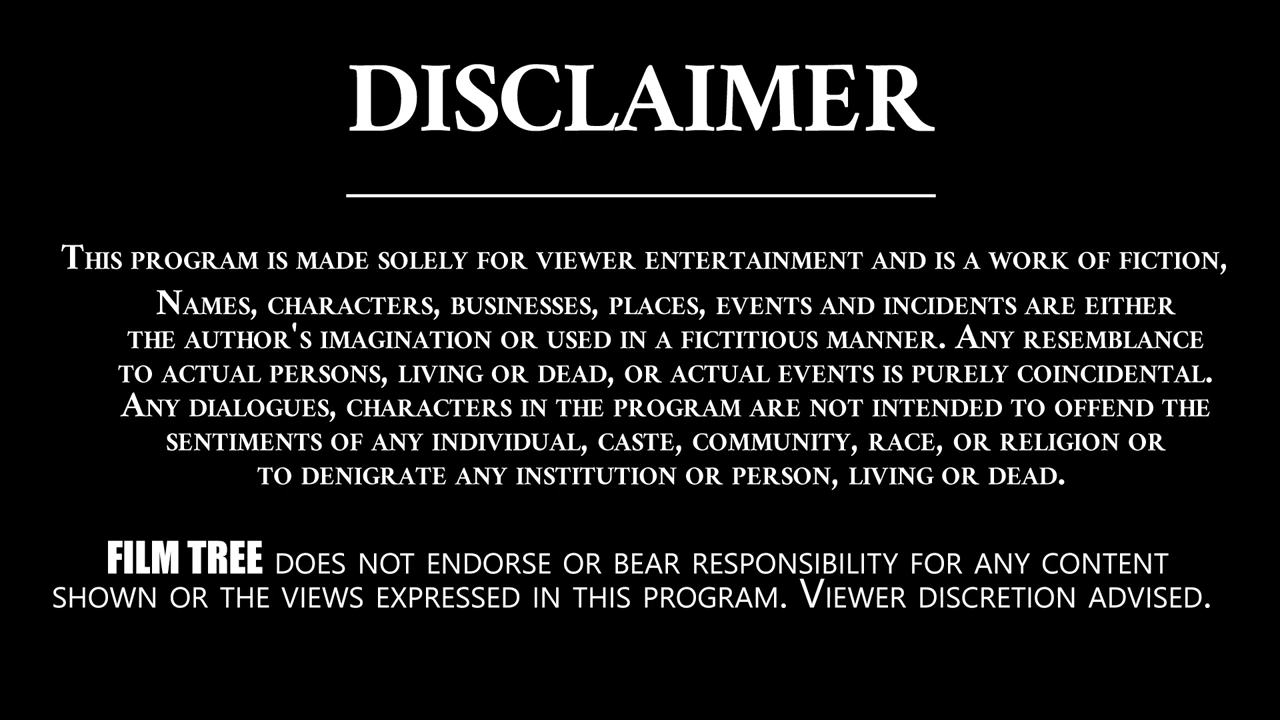 DISCLAIMER
This program is made solely for viewer entertainment and is a work of fiction,
Names, characters, businesses, places, events and incidents are either
the author's imagination or used in a fictitious manner. Any resemblance
to actual persons, living or dead, or actual events is purely coincidental.
Any dialogues, characters in the program are not intended to offend the
sentiments of any individual, caste, community, race, or religion or
to denigrate any institution or person, living or dead.
FILM TREE does not endorse or bear responsibility for any content
shown or the views expressed in this program. Viewer discretion advised.